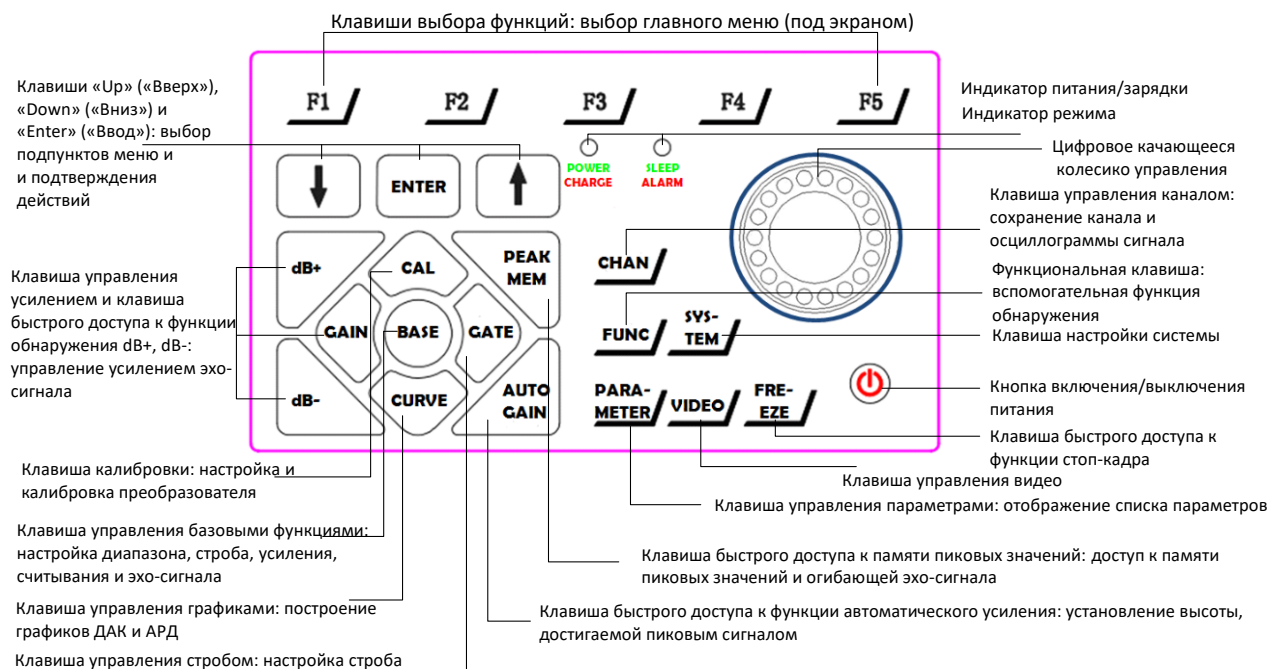 Клавиши выбора функций: выбор главного меню (под экраном)
Клавиши «Up» («Вверх»),
«Down» («Вниз») и
«Enter» («Ввод»): выбор
подпунктов меню и
и подтверждения
действий
Клавиша управления
усилением и клавиша
быстрого доступа к функции
обнаружения dB+, dB-:
управление усилением эхо-
сигнала
F1
F2
F3
F4
F5
ENTER
POWER
CHARGE
SLEEP
ALARM
dB+
CAL
PEAK
MEM
GAIN
BASE
GATE
dB-
CURVE
AUTO
GAIN
CHAN
FUNC
SYS-
TEM
PARA-
METER
VIDEO
FRE-
EZE
Индикатор питания/зарядки
Индикатор режима
Цифровое качающееся
колесико управления
Клавиша управления каналом:
сохранение канала и
осциллограммы сигнала
Функциональная клавиша:
вспомогательная функция
обнаружения
Клавиша настройки системы
Кнопка включения/выключения
питания
Клавиша быстрого доступа к
функции стоп-кадра
Клавиша управления видео
Клавиша управления параметрами: отображение списка параметров
Клавиша калибровки: настройка и
калибровка преобразователя
Клавиша управления базовыми функциями:
настройка диапазона, строба, усиления,
считывания и эхо-сигнала
Клавиша управления графиками: построение
графиков ДАК и АРД
Клавиша управления стробом: настройка строба
Клавиша быстрого доступа к памяти пиковых значений: доступ к памяти
пиковых значений и огибающей эхо-сигнала
Клавиша быстрого доступа к функции автоматического усиления: установление высоты,
достигаемой пиковым сигналом